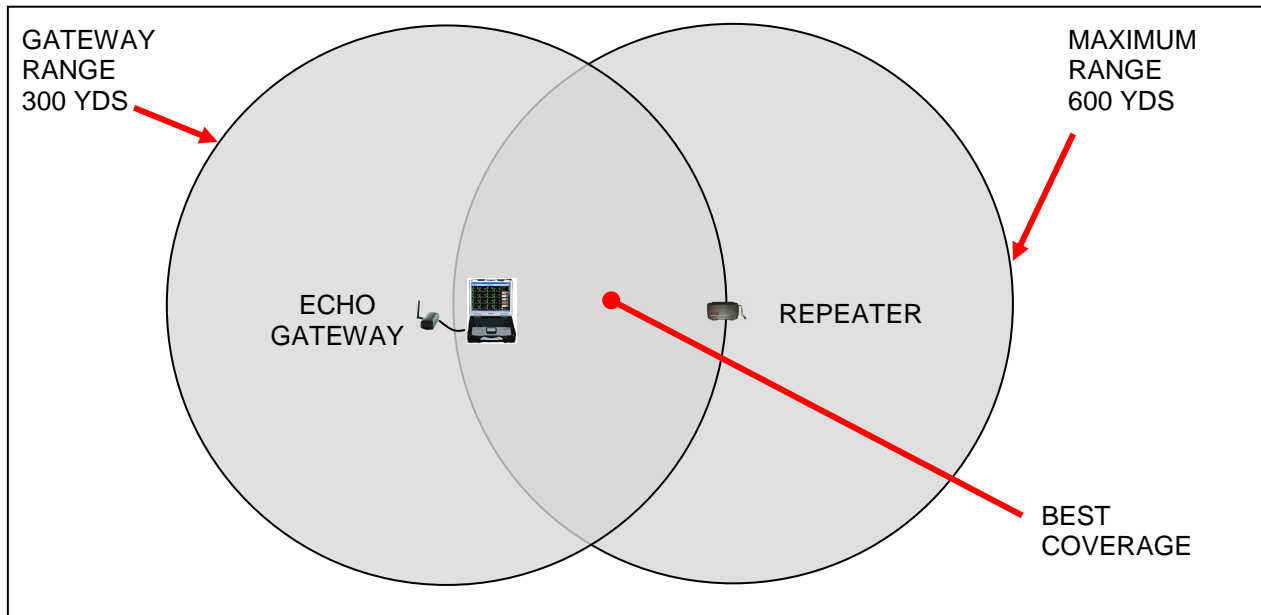 GATEWAY
RANGE
300 YDS
MAXIMUM
RANGE
600 YDS
ECHO
GATEWAY
REPEATER
BEST
COVERAGE